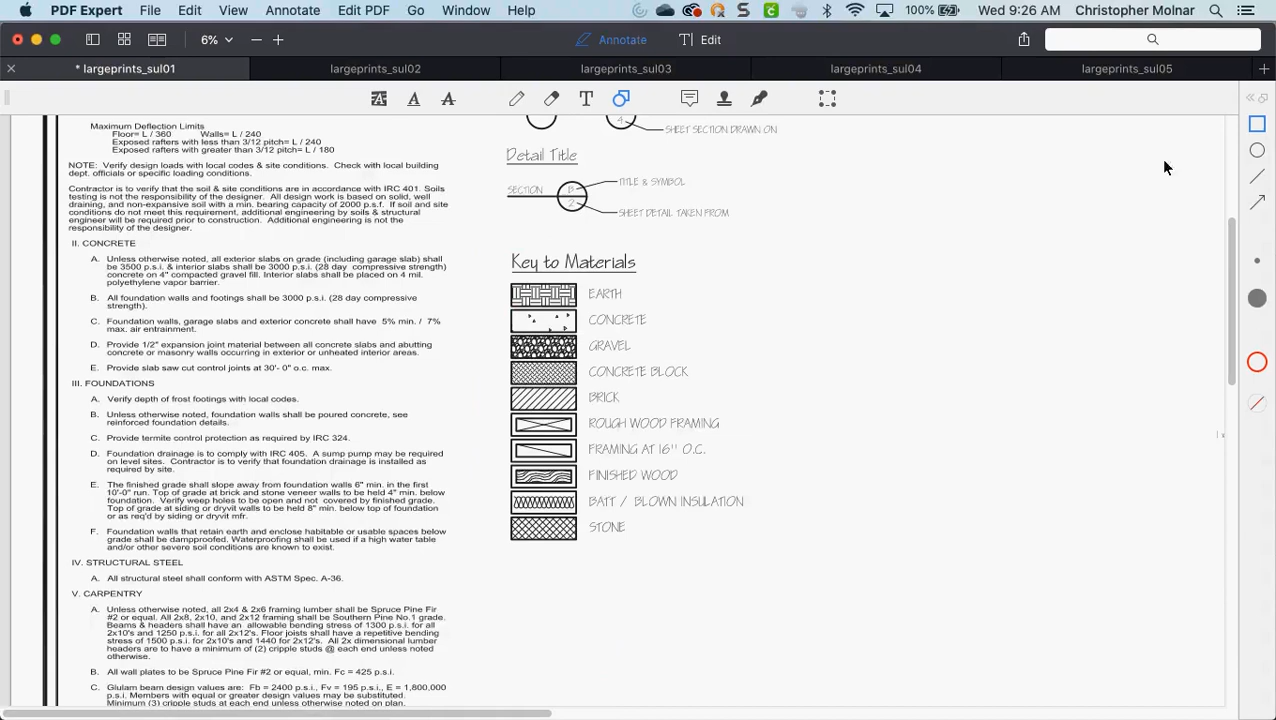 PDF Expert File Edit Annotate Edit PDF Go Window Help 100% Wed 9:26 AM Christopher Molnar
6% Annotate Edit
* largeprints_sul01 largeprints_sul02 largeprints_sul03 largeprints_sul04 largeprints_sul05
Maximum Deflection Limits
Floor= L / 360 Walls= L / 240
Exposed rafters with less than 3/12 pitch= L / 240
Exposed rafters with greater than 3/12 pitch= L / 180
NOTE: Verify design loads with local codes & site conditions. Check with local building
dept. officials or specific loading conditions.
Contractor is to verify that the soil & site conditions are in accordance with IRC 401. Soils
testing is not the responsibility of the designer. All design work is based on solid, well
draining, and non-expansive soil with a min. bearing capacity of 2000 p.s.f. If soil and site
conditions do not meet this requirement, additional engineering by soils & structural
engineer will be required prior to construction. Additional engineering is not the
responsibility of the designer.
II. CONCRETE
A. Unless otherwise noted, all exterior slabs on grade (including garage slab) shall
be 3500 p.s.i. & interior slabs shall be 3000 p.s.i. (28 day compressive strength)
concrete on 4" compacted gravel fill. Interior slabs shall be placed on 4 mil.
polyethylene vapor barrier.
B. All foundation walls and footings shall be 3000 p.s.i. (28 day compressive
strength).
C. Foundation walls, garage slabs and exterior concrete shall have 5% min. / 7%
max. air entrainment.
D. Provide 1/2" expansion joint material between all concrete slabs and abutting
concrete or masonry walls occurring in exterior or unheated interior areas.
E. Provide slab saw cut control joints at 30'- 0" o.c. max.
III. FOUNDATIONS
A. Verify depth of frost footings with local codes.
B. Unless otherwise noted, foundation walls shall be poured concrete, see
reinforced foundation details.
C. Provide termite control protection as required by IRC 324.
D. Foundation drainage is to comply with IRC 405. A sump pump may be required
on level sites. Contractor is to verify that foundation drainage is installed as
required by site.
E. The finished grade shall slope away from foundation walls 6" min. in the first
10'-0" run. Top of grade at brick and stone veneer walls to be held 4" min. below
foundation. Verify weep holes to be open and not covered by finished grade.
Top of grade at siding or dryvit walls to be held 8" min. below top of foundation
or as req'd by siding or dryvit mfr.
F. Foundation walls that retain earth and enclose habitable or usable spaces below
grade shall be dampproofed. Waterproofing shall be used if a high water table
and/or other severe soil conditions are known to exist.
IV. STRUCTURAL STEEL
A. All structural steel shall conform with ASTM Spec. A-36.
V. CARPENTRY
A. Unless otherwise noted, all 2x4 & 2x6 framing lumber shall be Spruce Pine Fir
#2 or equal. All 2x8, 2x10, and 2x12 framing shall be Southern Pine No.1 grade.
Beams & headers shall have an allowable bending stress of 1300 p.s.i. for all
2x10's and 1250 p.s.i. for all 2x12's. Floor joists shall have a repetitive bending
stress of 1500 p.s.i. for 2x10's and 1440 for 2x12's. All 2x dimensional lumber
headers are to have a minimum of (2) cripple studs @ each end unless noted
otherwise.
B. All wall plates to be Spruce Pine Fir #2 or equal, min. Fc = 425 p.s.i.
C. Glulam beam design values are: Fb = 2400 p.s.i., Fv = 195 p.s.i., E = 1,800,000
p.s.i. Members with equal or greater design values may be substituted.
Minimum (3) cripple studs at each end unless otherwise noted on plan.
4 SHEET SECTION DRAWN ON
Detail Title
SECTION B TITLE & SYMBOL
2 SHEET DETAIL TAKEN FROM
Key to Materials
EARTH
CONCRETE
GRAVEL
CONCRETE BLOCK
BRICK
ROUGH WOOD FRAMING
FRAMING AT 16" O.C.
FINISHED WOOD
BATT / BLOWN INSULATION
STONE